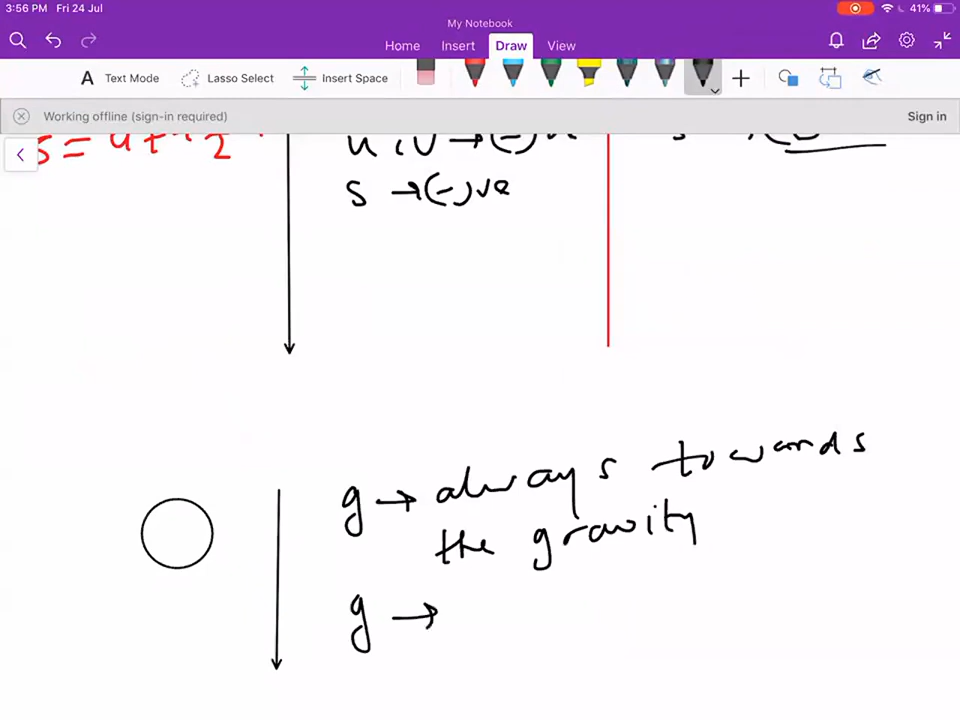 3:56 PM Fri 24 Jul
41%
My Notebook
Home Insert Draw View
A Text Mode Lasso Select Insert Space
Working offline (sign-in required) Sign in
s → (-)ve
g → always towards
the gravity
g →